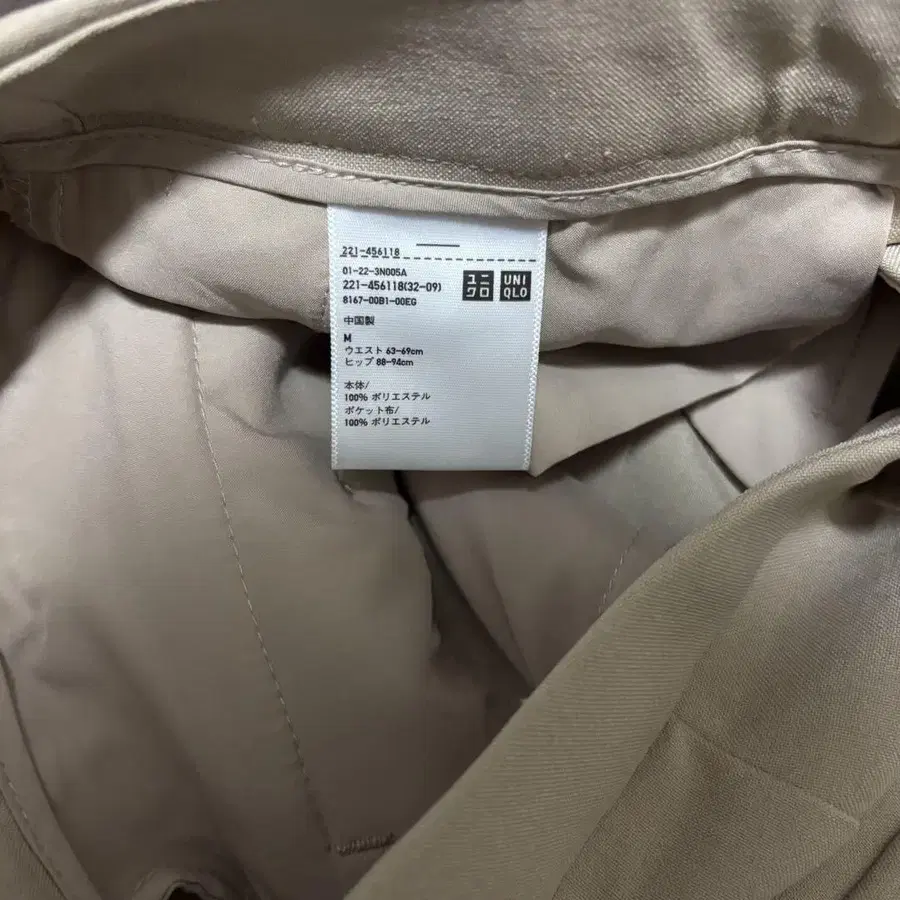 221-456118
01-22-3N005A
221-456118(32-09)
8167-00B1-00EG
ユニ
クロ
UNI
QLO
中国製
M
ウエスト 63-69cm
ヒップ 88-94cm
本体/
100% ポリエステル
ポケット布/
100% ポリエステル